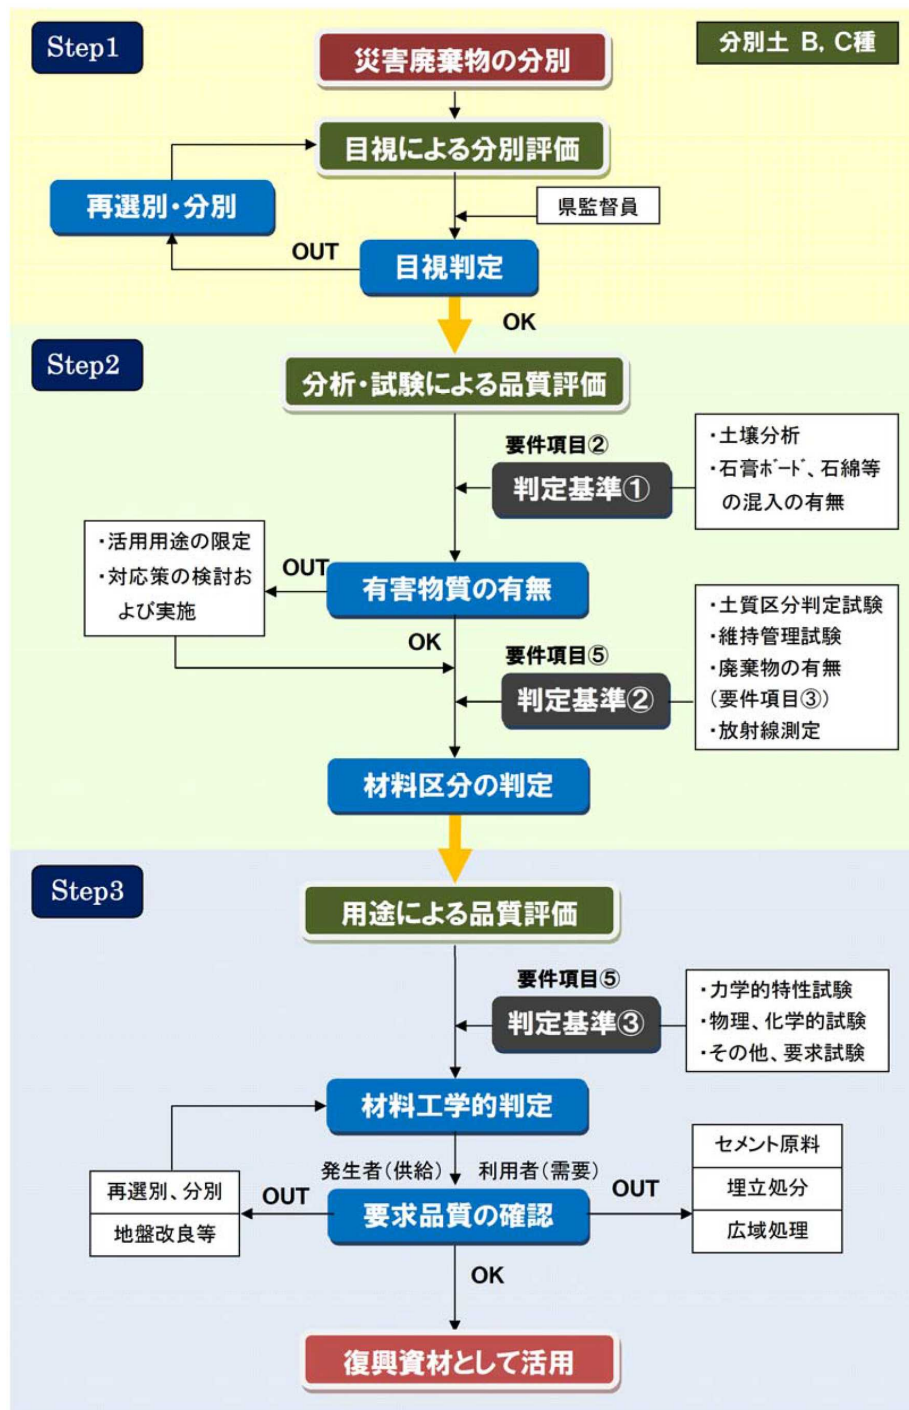 Step1
分別土 B, C種
災害廃棄物の分別
目視による分別評価
再選別・分別
県監督員
OUT
目視判定
OK
Step2
分析・試験による品質評価
要件項目②
判定基準①
・土壌分析
・石膏ﾎﾞｰﾄﾞ、石綿等
の混入の有無
・活用用途の限定
・対応策の検討お
よび実施
OUT
有害物質の有無
OK
要件項目⑤
判定基準②
・土質区分判定試験
・維持管理試験
・廃棄物の有無
（要件項目③）
・放射線測定
材料区分の判定
Step3
用途による品質評価
要件項目⑤
判定基準③
・力学的特性試験
・物理、化学的試験
・その他、要求試験
材料工学的判定
発生者（供給）
利用者（需要）
再選別、分別
地盤改良等
OUT
要求品質の確認
OUT
セメント原料
埋立処分
広域処理
OK
復興資材として活用